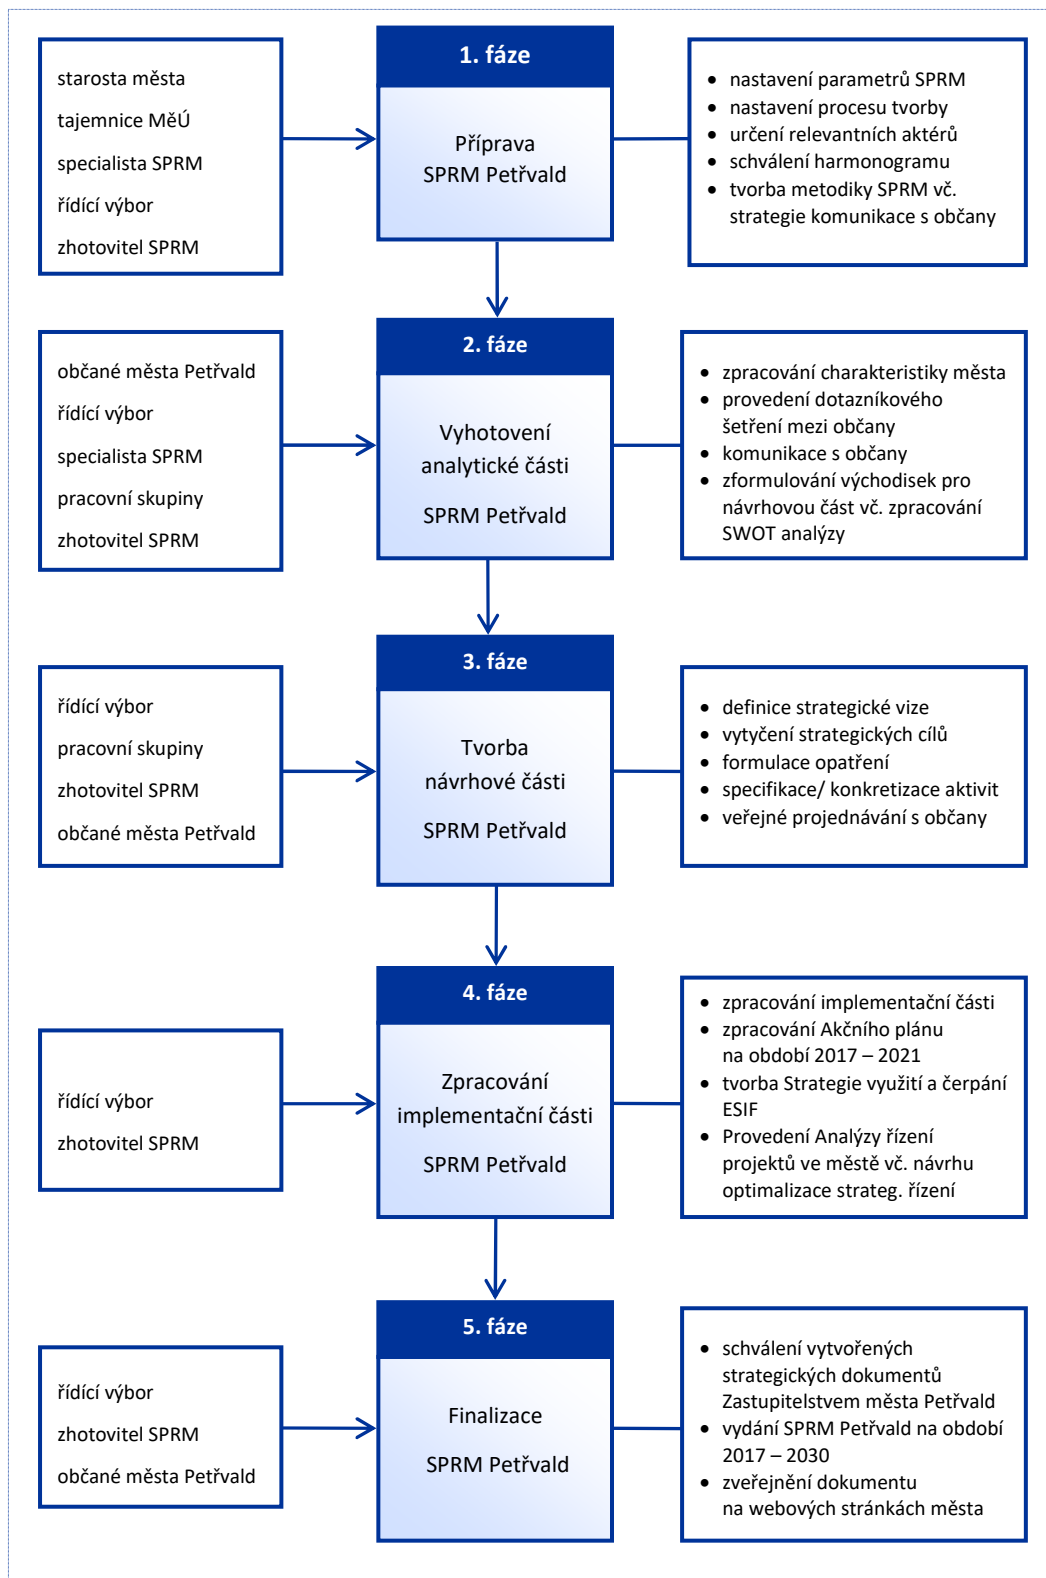 starosta města
tajemnice MěÚ
specialista SPRM
řídící výbor
zhotovitel SPRM
1. fáze
Příprava
SPRM Petřvald
• nastavení parametrů SPRM
• nastavení procesu tvorby
• určení relevantních aktérů
• schválení harmonogramu
• tvorba metodiky SPRM vč.
strategie komunikace s občany
občané města Petřvald
řídící výbor
specialista SPRM
pracovní skupiny
zhotovitel SPRM
2. fáze
Vyhotovení
analytické části
SPRM Petřvald
• zpracování charakteristiky města
• provedení dotazníkového
šetření mezi občany
• komunikace s občany
• zformulování východisek pro
návrhovou část vč. zpracování
SWOT analýzy
řídící výbor
pracovní skupiny
zhotovitel SPRM
občané města Petřvald
3. fáze
Tvorba
návrhové části
SPRM Petřvald
• definice strategické vize
• vytyčení strategických cílů
• formulace opatření
• specifikace/ konkretizace aktivit
• veřejné projednávání s občany
řídící výbor
zhotovitel SPRM
4. fáze
Zpracování
implementační části
SPRM Petřvald
• zpracování implementační části
• zpracování Akčního plánu
na období 2017 – 2021
• tvorba Strategie využití a čerpání
ESIF
• Provedení Analýzy řízení
projektů ve městě vč. návrhu
optimalizace strateg. řízení
řídící výbor
zhotovitel SPRM
občané města Petřvald
5. fáze
Finalizace
SPRM Petřvald
• schválení vytvořených
strategických dokumentů
Zastupitelstvem města Petřvald
• vydání SPRM Petřvald na období
2017 – 2030
• zveřejnění dokumentu
na webových stránkách města